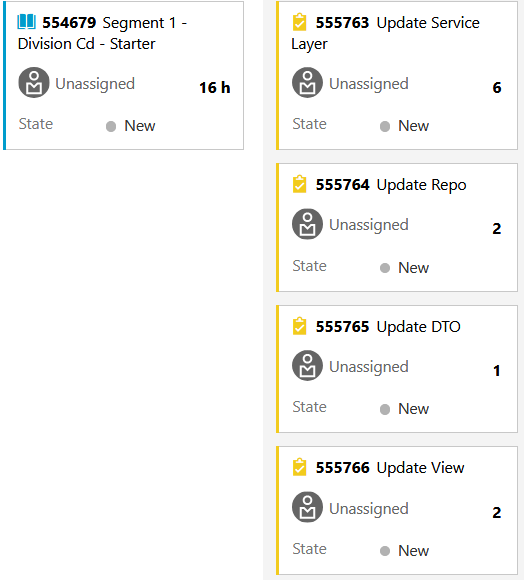 554679 Segment 1 -
Division Cd - Starter
Unassigned
16 h
State
New
555763 Update Service
Layer
Unassigned
6
State
New
555764 Update Repo
Unassigned
2
State
New
555765 Update DTO
Unassigned
1
State
New
555766 Update View
Unassigned
2
State
New